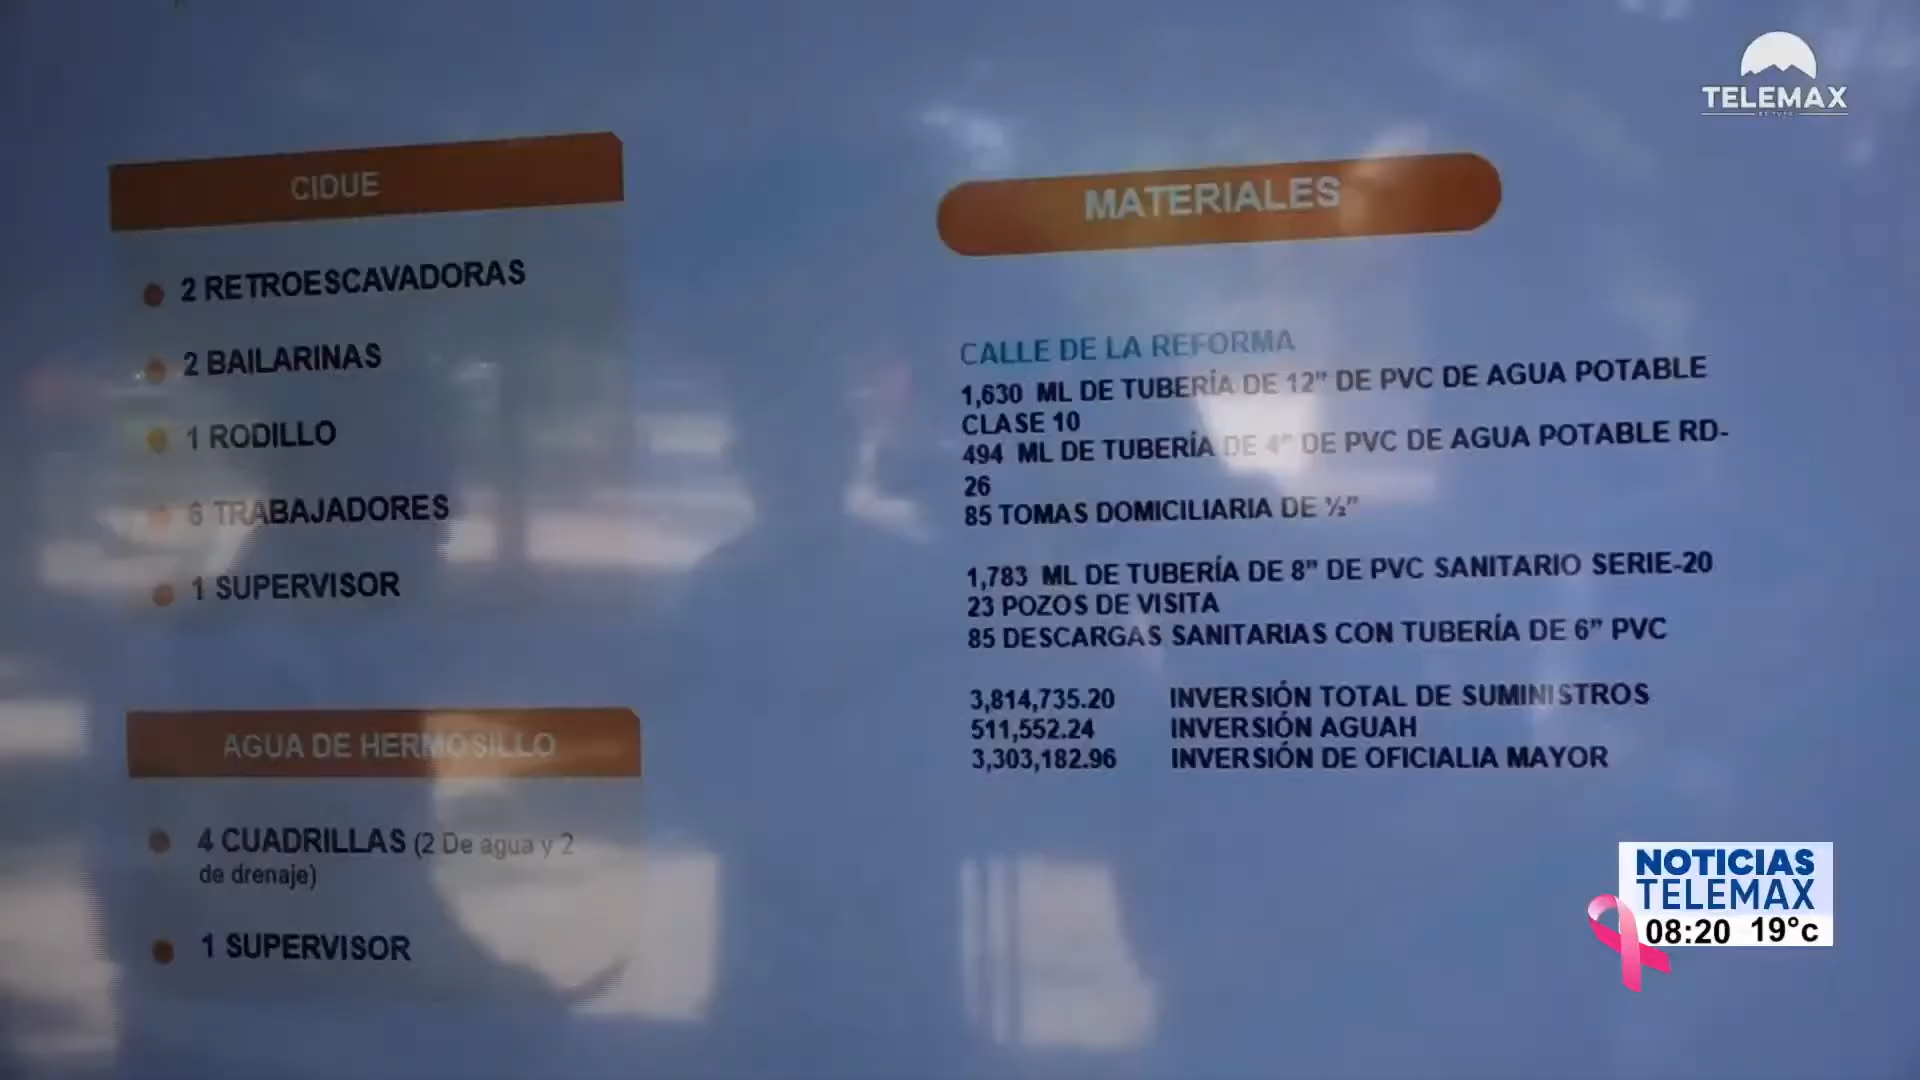 TELEMAX
CIDUE
2 RETROESCAVADORAS
2 BAILARINAS
1 RODILLO
6 TRABAJADORES
1 SUPERVISOR
AGUA DE HERMOSILLO
4 CUADRILLAS (2 De agua y 2
de drenaje)
1 SUPERVISOR
MATERIALES
CALLE DE LA REFORMA
1,630 ML DE TUBERÍA DE 12" DE PVC DE AGUA POTABLE
CLASE 10
494 ML DE TUBERÍA DE 4" DE PVC DE AGUA POTABLE RD-
26
85 TOMAS DOMICILIARIA DE ½"
1,783 ML DE TUBERÍA DE 8" DE PVC SANITARIO SERIE-20
23 POZOS DE VISITA
85 DESCARGAS SANITARIAS CON TUBERÍA DE 6" PVC
3,814,735.20 INVERSIÓN TOTAL DE SUMINISTROS
511,552.24 INVERSIÓN AGUAH
3,303,182.96 INVERSIÓN DE OFICIALIA MAYOR
NOTICIAS
TELEMAX
08:20 19°c